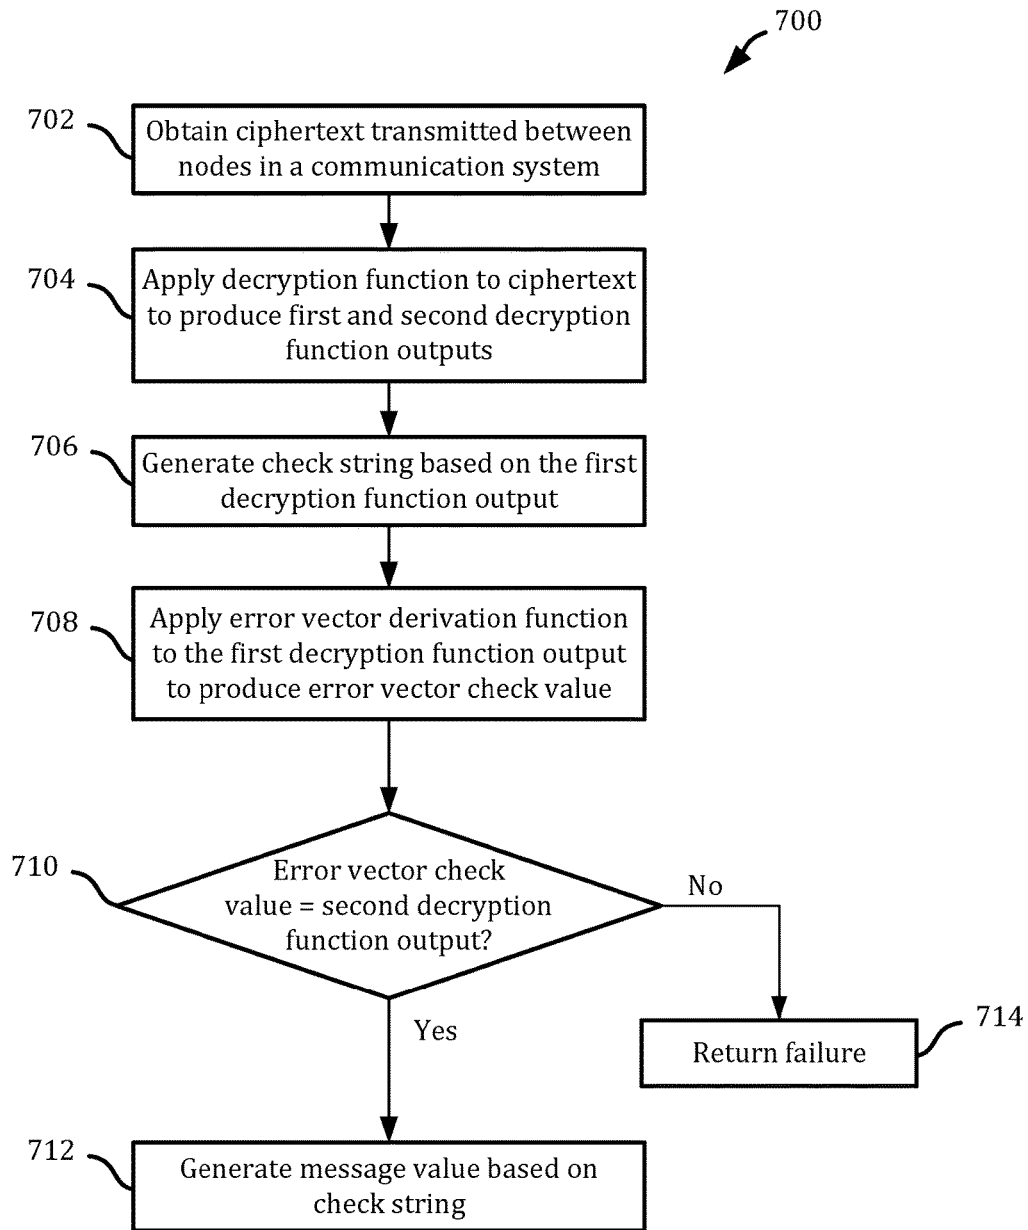 700
702
Obtain ciphertext transmitted between
nodes in a communication system
704
Apply decryption function to ciphertext
to produce first and second decryption
function outputs
706
Generate check string based on the first
decryption function output
708
Apply error vector derivation function
to the first decryption function output
to produce error vector check value
710
Error vector check
value = second decryption
function output?
No
Yes
714
Return failure
712
Generate message value based on
check string